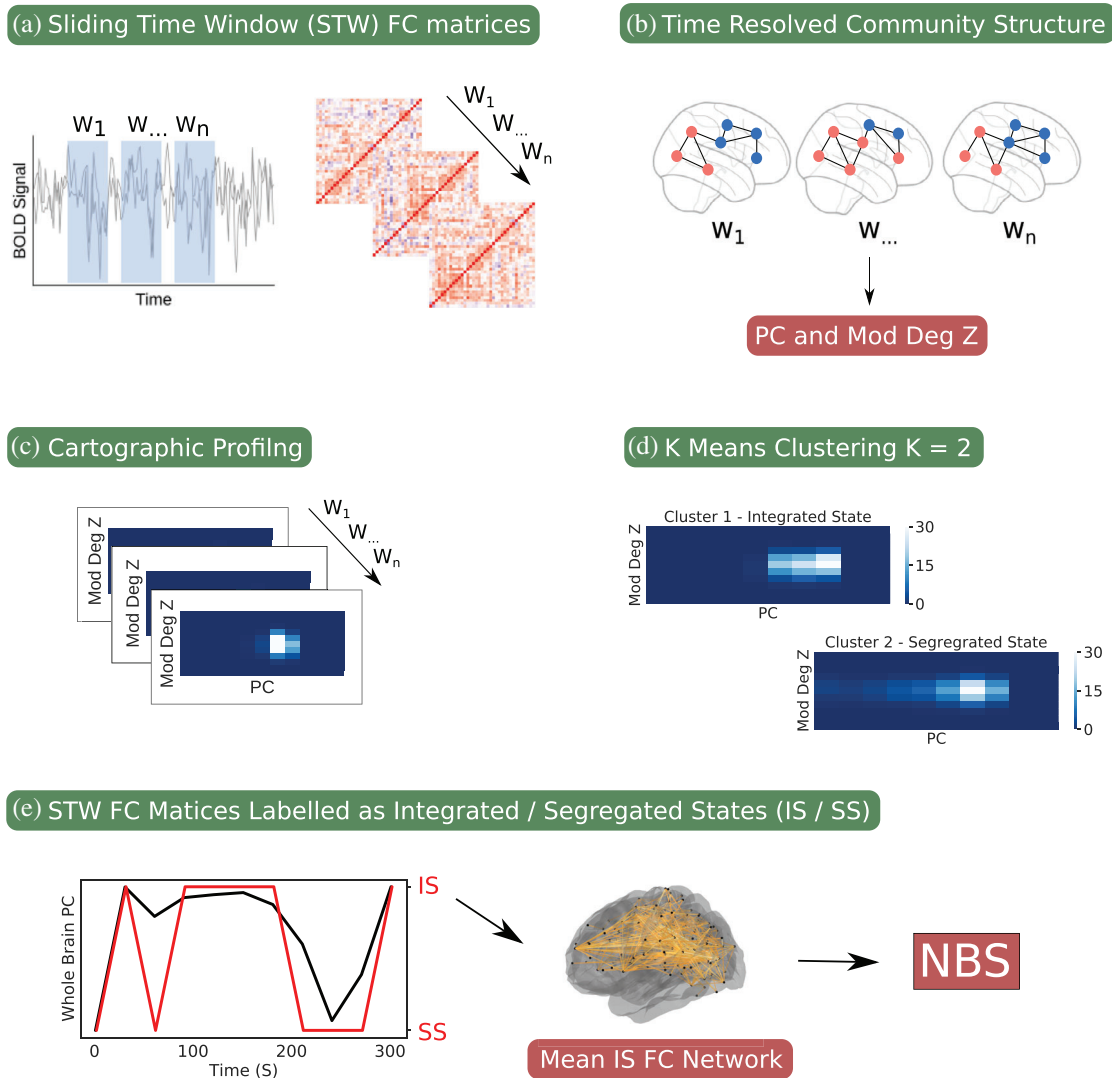 (a) Sliding Time Window (STW) FC matrices
W1 W... Wn
BOLD Signal
Time
W1
W...
Wn
(b) Time Resolved Community Structure
W1 W... Wn
PC and Mod Deg Z
(c) Cartographic Profilng
Mod Deg Z
Mod Deg Z
Mod Deg Z
PC
W1
W...
Wn
(d) K Means Clustering K = 2
Cluster 1 - Integrated State
Mod Deg Z
PC
30
15
0
Cluster 2 - Segregrated State
Mod Deg Z
PC
30
15
0
(e) STW FC Matices Labelled as Integrated / Segregated States (IS / SS)
Whole Brain PC
IS
SS
0 100 200 300
Time (S)
Mean IS FC Network
NBS